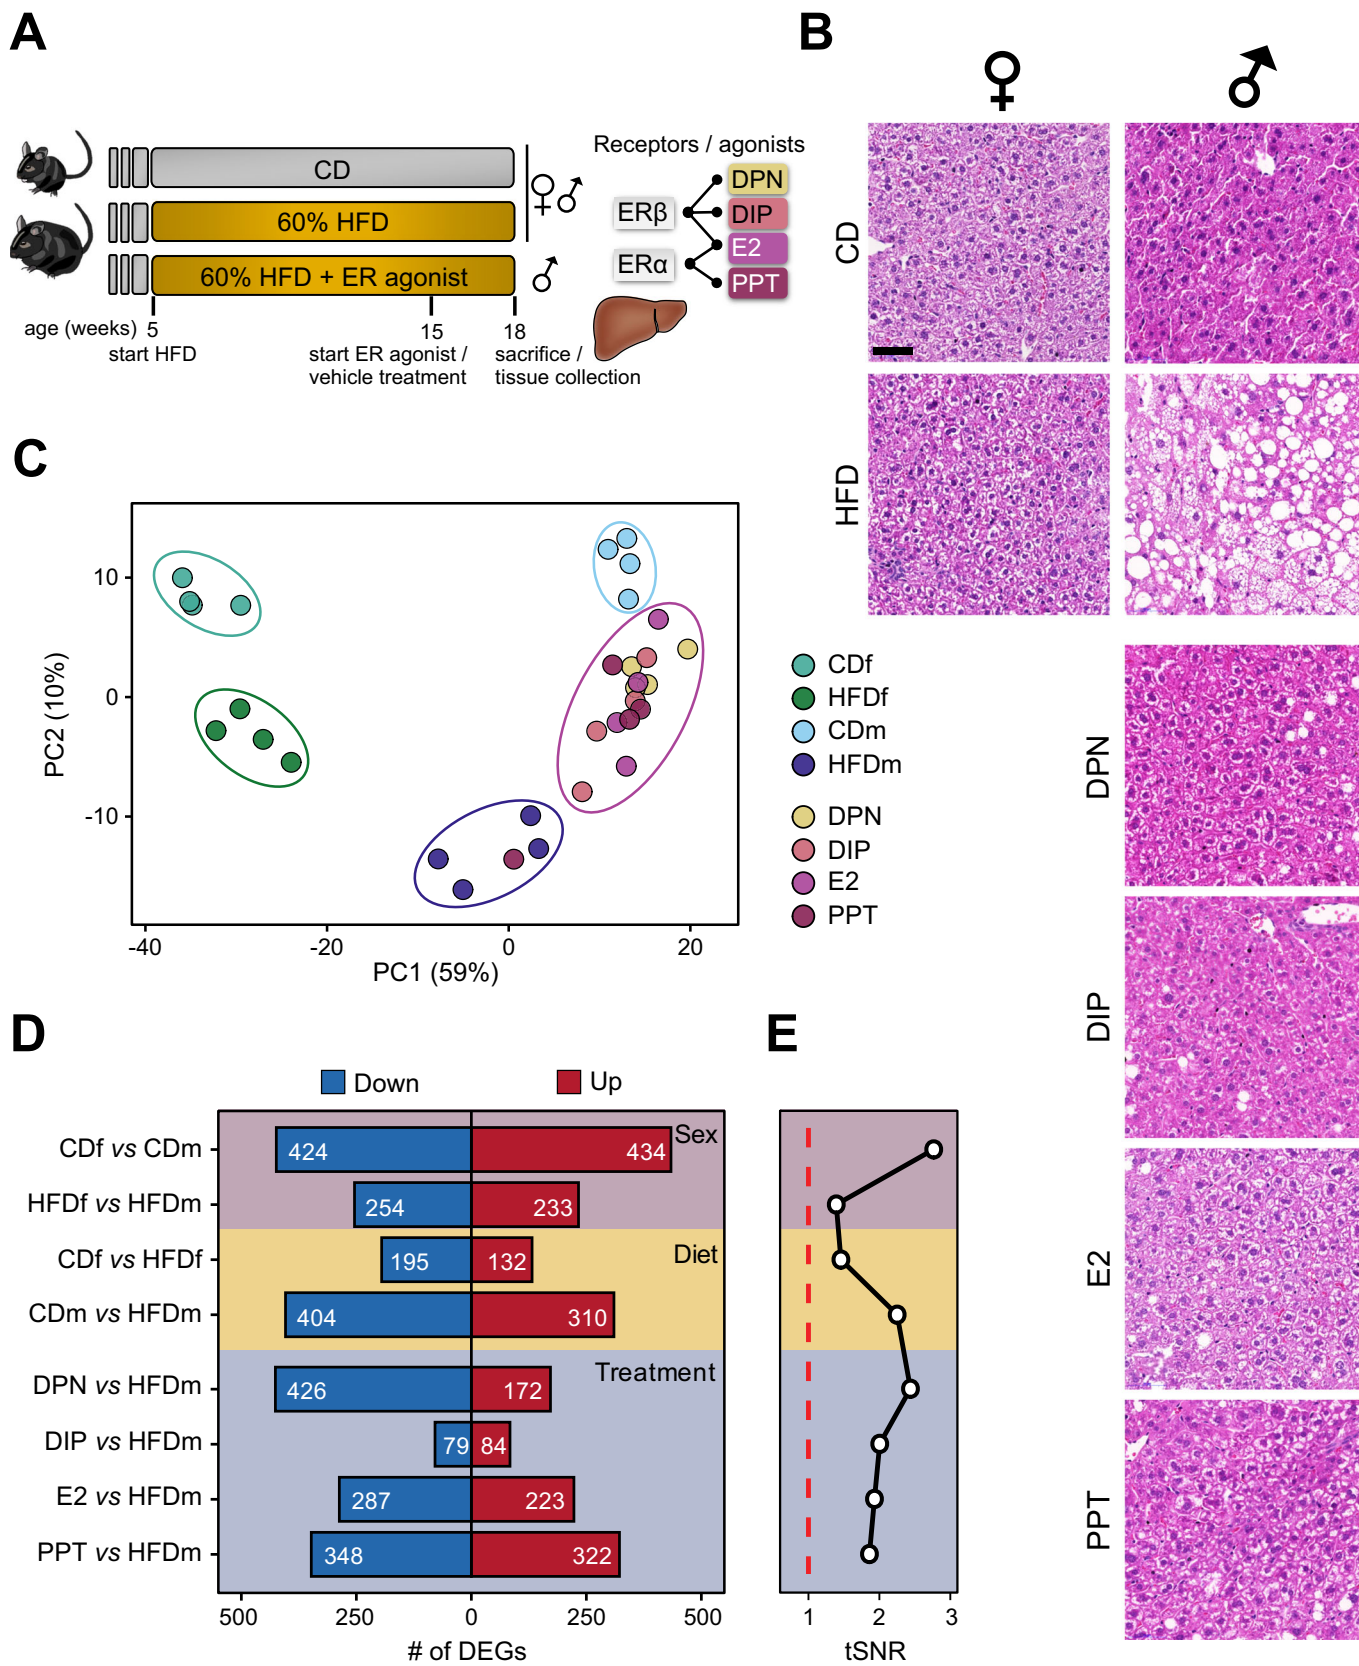 A
CD
60% HFD
♀♂
60% HFD + ER agonist
♂
age (weeks) 5 15 18
start HFD
start ER agonist /
vehicle treatment
sacrifice /
tissue collection
Receptors / agonists
ERβ
ERα
DPN
DIP
E2
PPT
B
♀ ♂
CD
HFD
DPN
DIP
E2
PPT
C
PC2 (10%)
10
0
-10
-40 -20 0 20
PC1 (59%)
CDf
HFDf
CDm
HFDm
DPN
DIP
E2
PPT
D
Down Up
Sex
CDf vs CDm 424 434
HFDf vs HFDm 254 233
Diet
CDf vs HFDf 195 132
CDm vs HFDm 404 310
Treatment
DPN vs HFDm 426 172
DIP vs HFDm 79 84
E2 vs HFDm 287 223
PPT vs HFDm 348 322
500 250 0 250 500
# of DEGs
E
1 2 3
tSNR